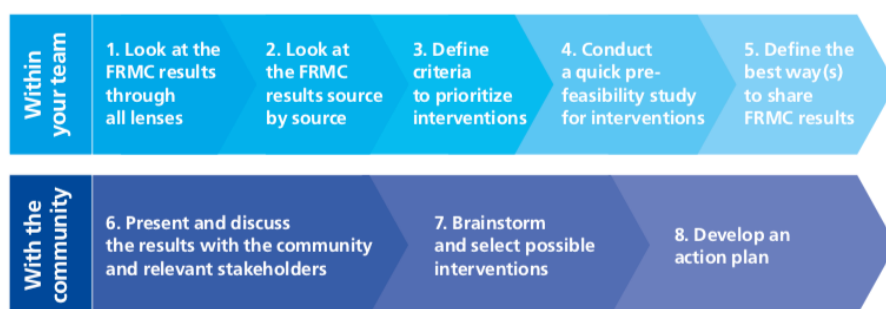 Within
your team
1. Look at the
FRMC results
through
all lenses
2. Look at
the FRMC
results source
by source
3. Define
criteria
to prioritize
interventions
4. Conduct
a quick pre-
feasibility study
for interventions
5. Define the
best way(s)
to share
FRMC results
With the
community
6. Present and discuss
the results with the community
and relevant stakeholders
7. Brainstorm
and select possible
interventions
8. Develop an
action plan